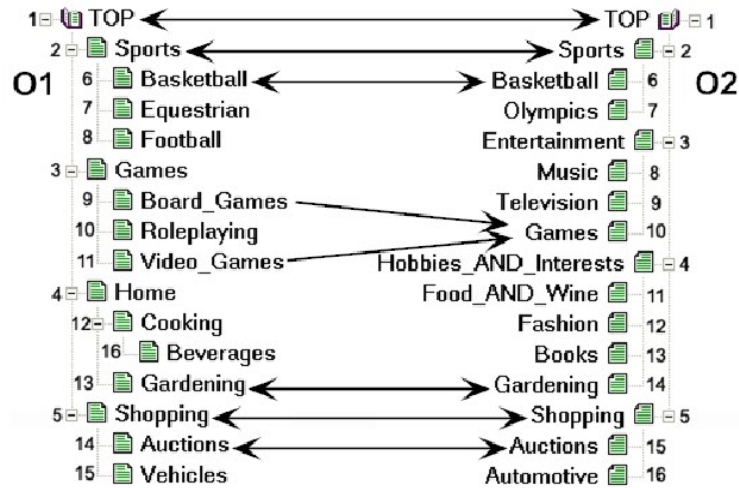 1 TOP TOP 1
2 Sports Sports 2
O1 6 Basketball Basketball 6 O2
7 Equestrian Olympics 7
8 Football Entertainment 3
3 Games Music 8
9 Board_Games Television 9
10 Roleplaying Games 10
11 Video_Games Hobbies_AND_Interests 4
4 Home Food_AND_Wine 11
12 Cooking Fashion 12
16 Beverages Books 13
13 Gardening Gardening 14
5 Shopping Shopping 5
14 Auctions Auctions 15
15 Vehicles Automotive 16